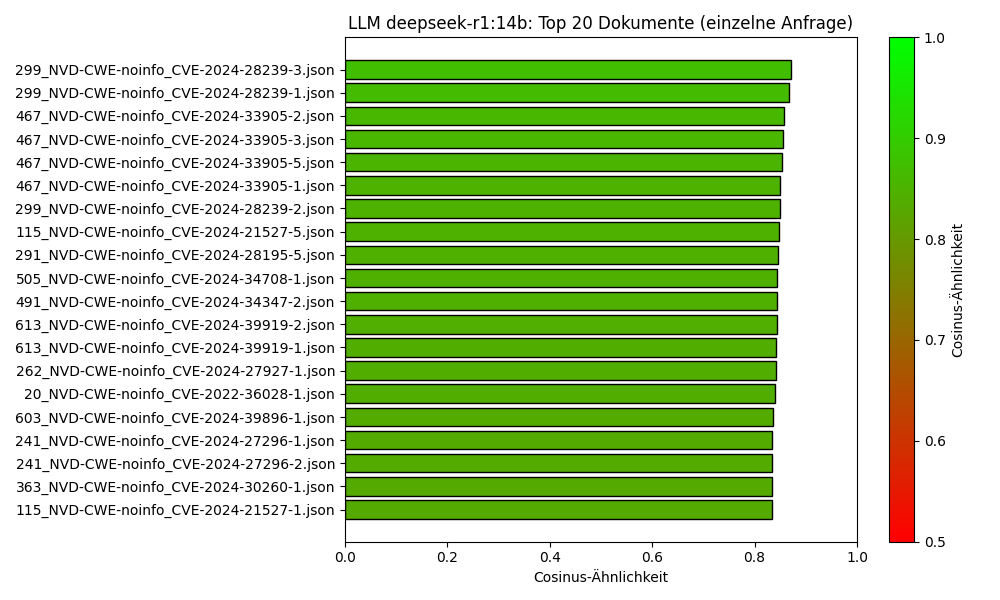 LLM deepseek-r1:14b: Top 20 Dokumente (einzelne Anfrage)
299_NVD-CWE-noinfo_CVE-2024-28239-3.json
299_NVD-CWE-noinfo_CVE-2024-28239-1.json
467_NVD-CWE-noinfo_CVE-2024-33905-2.json
467_NVD-CWE-noinfo_CVE-2024-33905-3.json
467_NVD-CWE-noinfo_CVE-2024-33905-5.json
467_NVD-CWE-noinfo_CVE-2024-33905-1.json
299_NVD-CWE-noinfo_CVE-2024-28239-2.json
115_NVD-CWE-noinfo_CVE-2024-21527-5.json
291_NVD-CWE-noinfo_CVE-2024-28195-5.json
505_NVD-CWE-noinfo_CVE-2024-34708-1.json
491_NVD-CWE-noinfo_CVE-2024-34347-2.json
613_NVD-CWE-noinfo_CVE-2024-39919-2.json
613_NVD-CWE-noinfo_CVE-2024-39919-1.json
262_NVD-CWE-noinfo_CVE-2024-27927-1.json
20_NVD-CWE-noinfo_CVE-2022-36028-1.json
603_NVD-CWE-noinfo_CVE-2024-39896-1.json
241_NVD-CWE-noinfo_CVE-2024-27296-1.json
241_NVD-CWE-noinfo_CVE-2024-27296-2.json
363_NVD-CWE-noinfo_CVE-2024-30260-1.json
115_NVD-CWE-noinfo_CVE-2024-21527-1.json
0.0 0.2 0.4 0.6 0.8 1.0
Cosinus-Ähnlichkeit
1.0
0.9
0.8
0.7
0.6
0.5
Cosinus-Ähnlichkeit